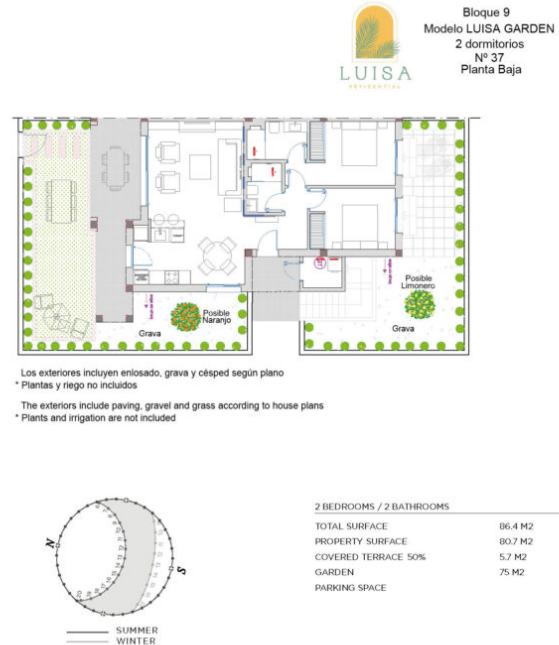 Bloque 9
Modelo LUISA GARDEN
2 dormitorios
Nº 37
Planta Baja
LUISA
RESIDENTIAL
Posible
Limonero
Posible
Naranjo
Grava
Grava
Los exteriores incluyen enlosado, grava y césped según plano
* Plantas y riego no incluidos
The exteriors include paving, gravel and grass according to house plans
* Plants and irrigation are not included
N
S
SUMMER
WINTER
2 BEDROOMS / 2 BATHROOMS
TOTAL SURFACE 86.4 M2
PROPERTY SURFACE 80.7 M2
COVERED TERRACE 50% 5.7 M2
GARDEN 75 M2
PARKING SPACE